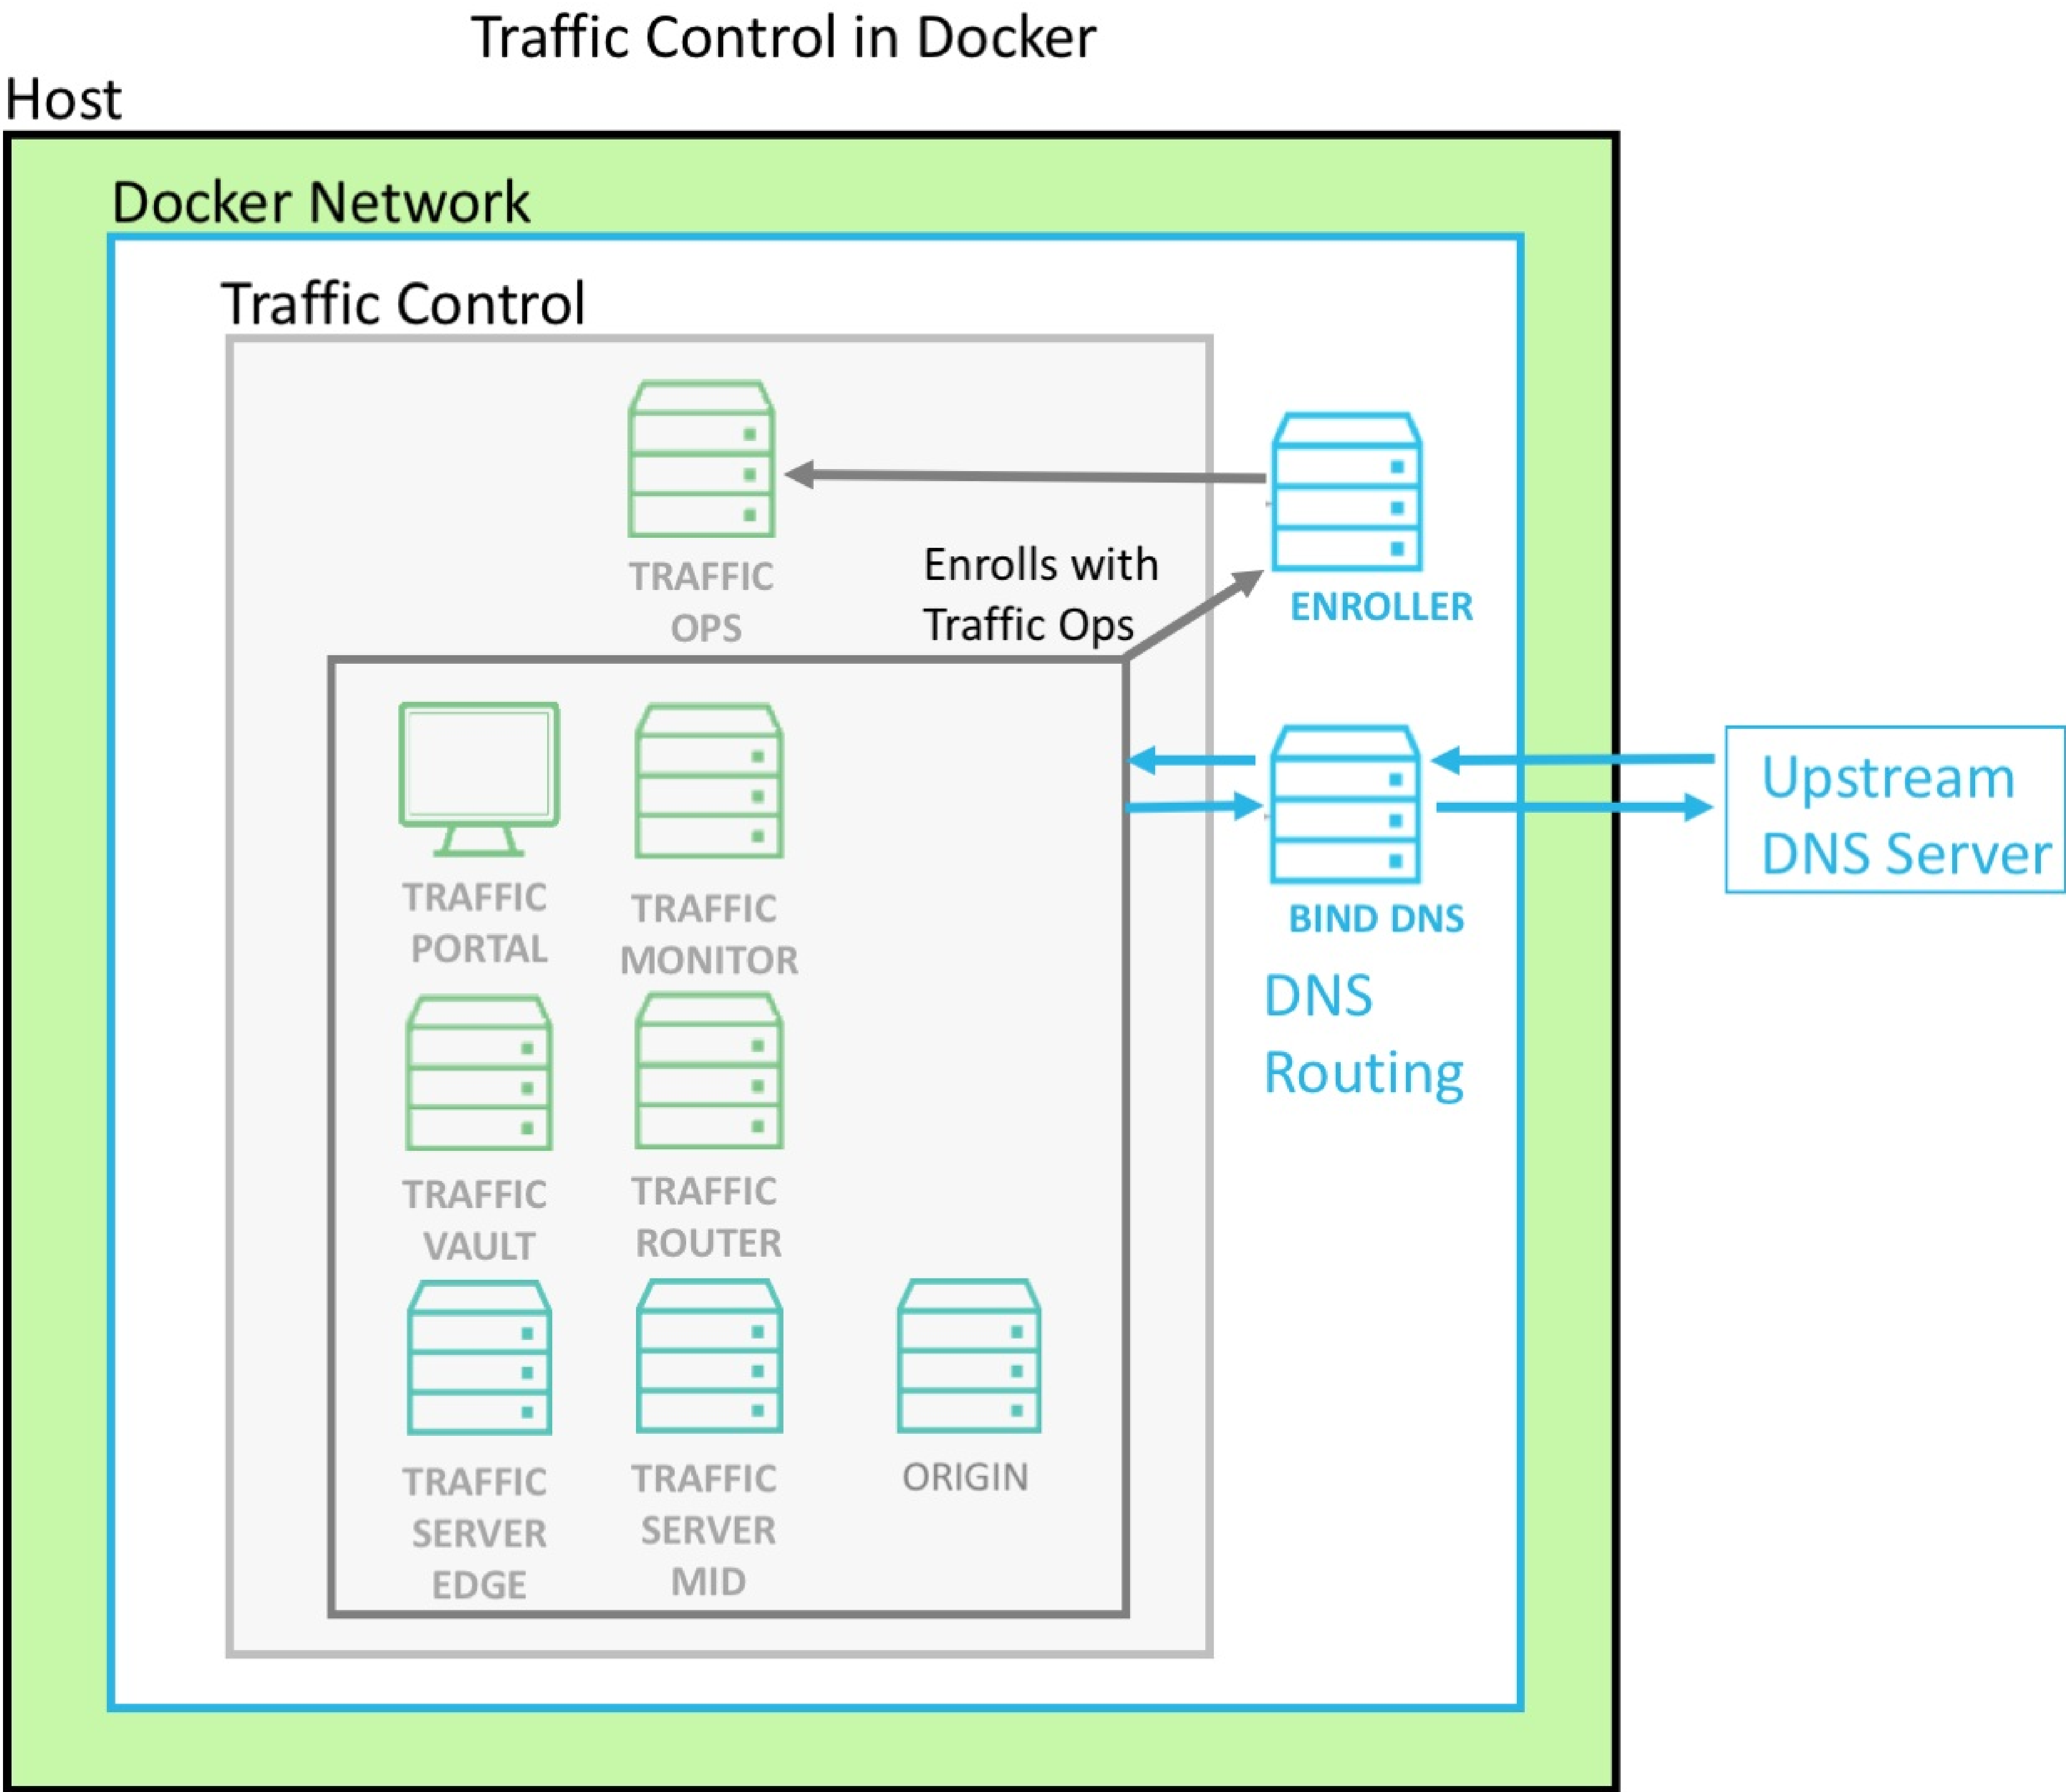 Traffic Control in Docker
Host
Docker Network
Traffic Control
TRAFFIC
OPS
Enrolls with
Traffic Ops
ENROLLER
TRAFFIC
PORTAL
TRAFFIC
MONITOR
BIND DNS
DNS
Routing
Upstream
DNS Server
TRAFFIC
VAULT
TRAFFIC
ROUTER
TRAFFIC
SERVER
EDGE
TRAFFIC
SERVER
MID
ORIGIN